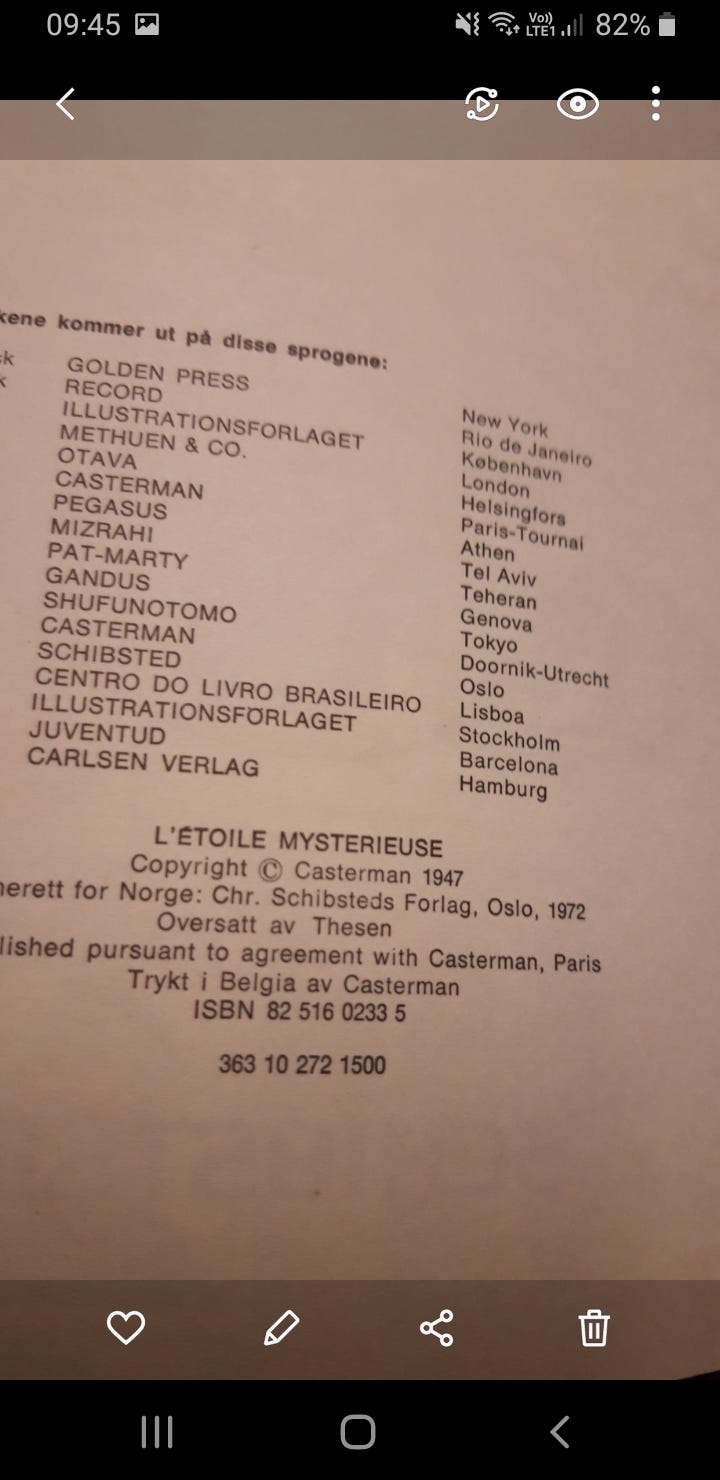 09:45 Vo)) LTE1 82%
kene kommer ut på disse sprogene:
GOLDEN PRESS New York
RECORD Rio de Janeiro
ILLUSTRATIONSFORLAGET København
METHUEN & CO. London
OTAVA Helsingfors
CASTERMAN Paris-Tournai
PEGASUS Athen
MIZRAHI Tel Aviv
PAT-MARTY Teheran
GANDUS Genova
SHUFUNOTOMO Tokyo
CASTERMAN Doornik-Utrecht
SCHIBSTED Oslo
CENTRO DO LIVRO BRASILEIRO Lisboa
ILLUSTRATIONSFÖRLAGET Stockholm
JUVENTUD Barcelona
CARLSEN VERLAG Hamburg
L'ÉTOILE MYSTERIEUSE
Copyright © Casterman 1947
nerett for Norge: Chr. Schibsteds Forlag, Oslo, 1972
Oversatt av Thesen
lished pursuant to agreement with Casterman, Paris
Trykt i Belgia av Casterman
ISBN 82 516 0233 5
363 10 272 1500